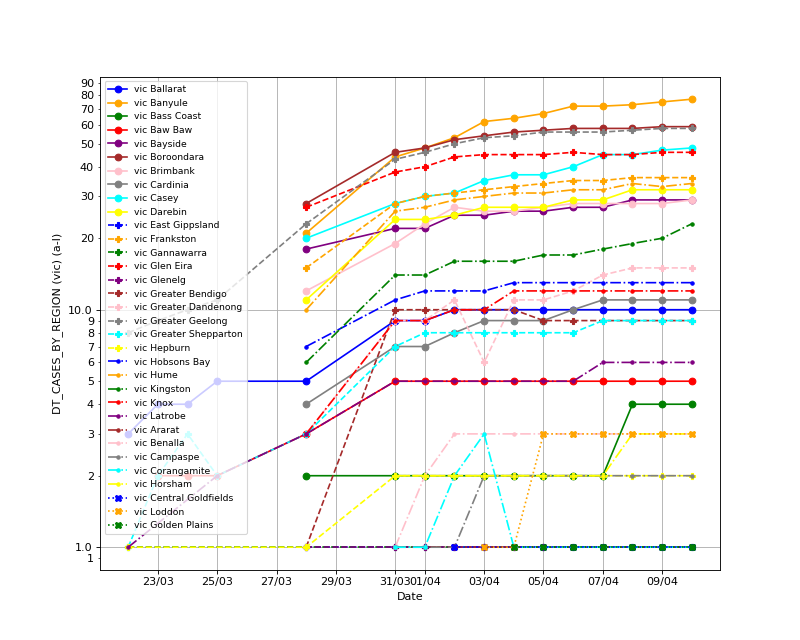 90
80
70
60
50
40
30
20
10.0
9
8
7
6
5
4
3
2
1.0
1
DT_CASES_BY_REGION (vic) (a-l)
vic Ballarat
vic Banyule
vic Bass Coast
vic Baw Baw
vic Bayside
vic Boroondara
vic Brimbank
vic Cardinia
vic Casey
vic Darebin
vic East Gippsland
vic Frankston
vic Gannawarra
vic Glen Eira
vic Glenelg
vic Greater Bendigo
vic Greater Dandenong
vic Greater Geelong
vic Greater Shepparton
vic Hepburn
vic Hobsons Bay
vic Hume
vic Kingston
vic Knox
vic Latrobe
vic Ararat
vic Benalla
vic Campaspe
vic Corangamite
vic Horsham
vic Central Goldfields
vic Loddon
vic Golden Plains
23/03 25/03 27/03 29/03 31/03 01/04 03/04 05/04 07/04 09/04
Date